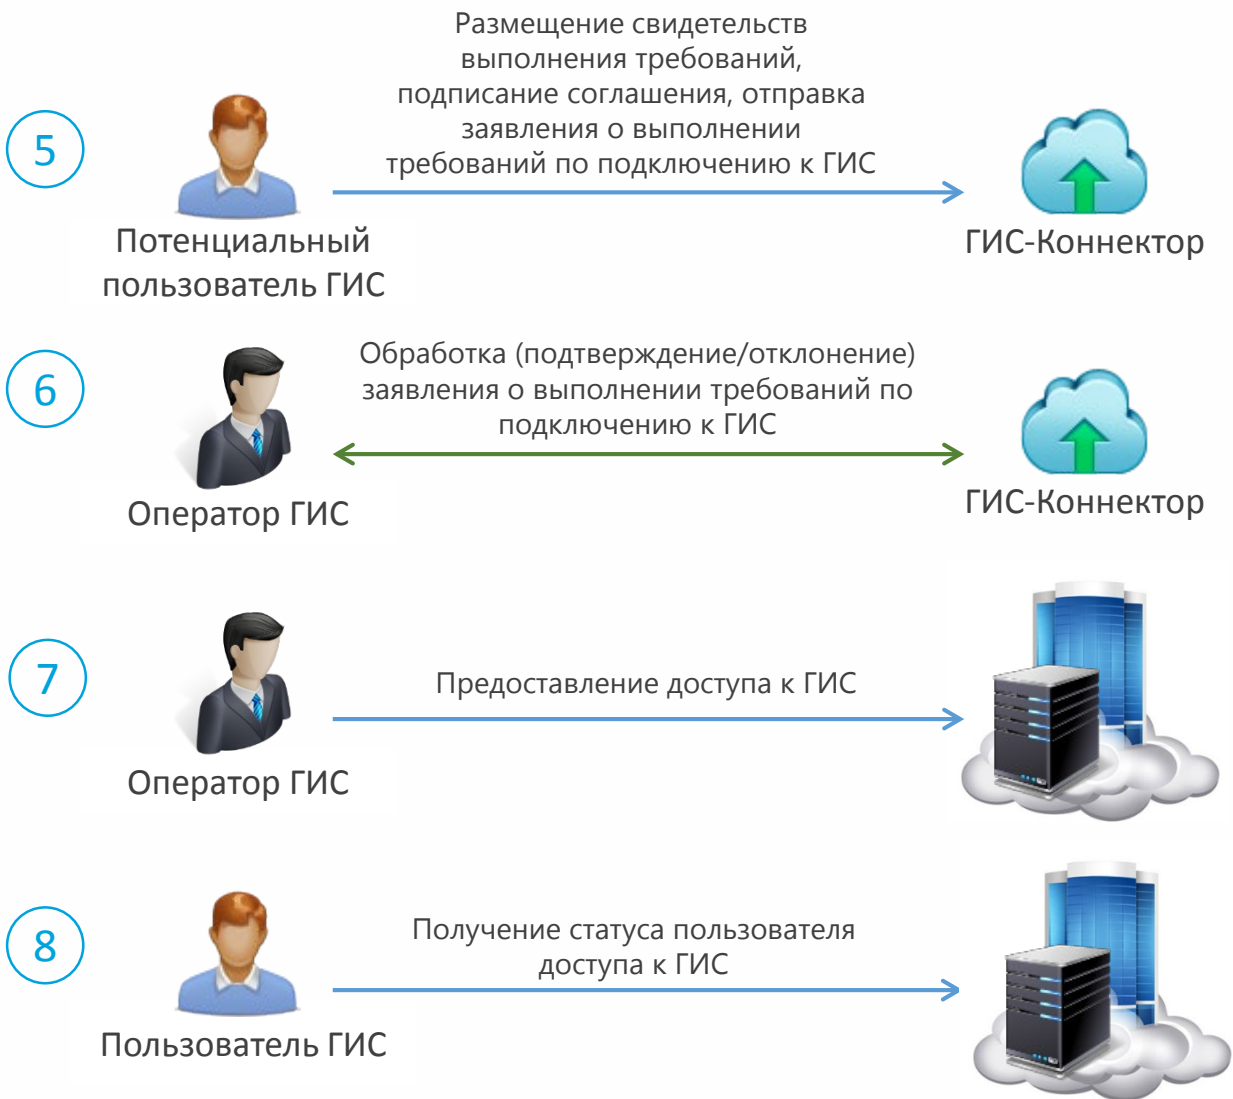 Размещение свидетельств
выполнения требований,
подписание соглашения, отправка
заявления о выполнении
требований по подключению к ГИС
5
Потенциальный
пользователь ГИС
ГИС-Коннектор
Обработка (подтверждение/отклонение)
заявления о выполнении требований по
подключению к ГИС
6
Оператор ГИС
ГИС-Коннектор
7
Предоставление доступа к ГИС
Оператор ГИС
8
Получение статуса пользователя
доступа к ГИС
Пользователь ГИС